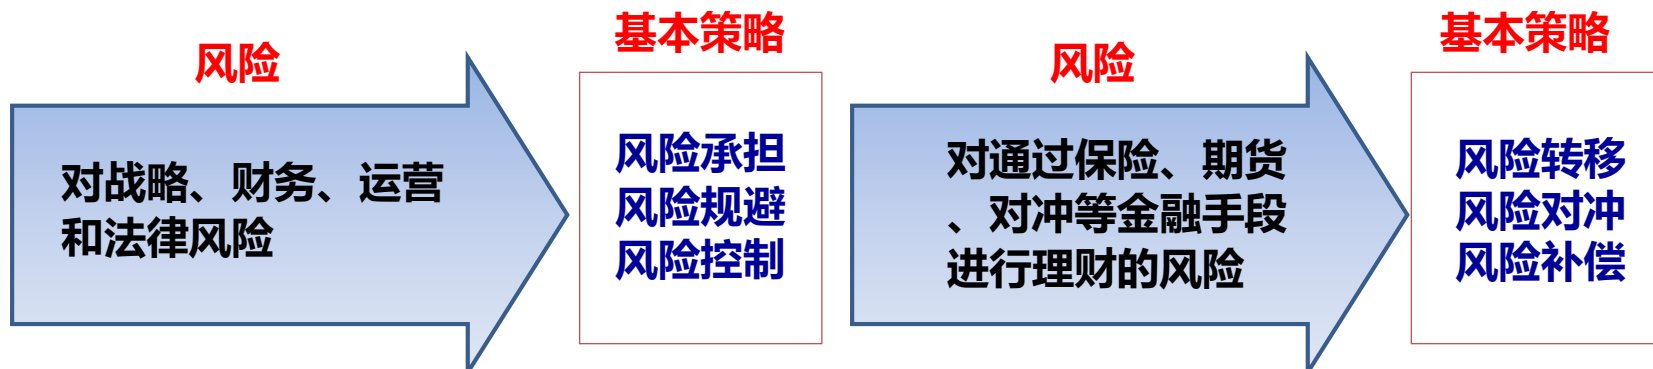 风险
对战略、财务、运营
和法律风险
基本策略
风险承担
风险规避
风险控制
风险
对通过保险、期货
、对冲等金融手段
进行理财的风险
基本策略
风险转移
风险对冲
风险补偿